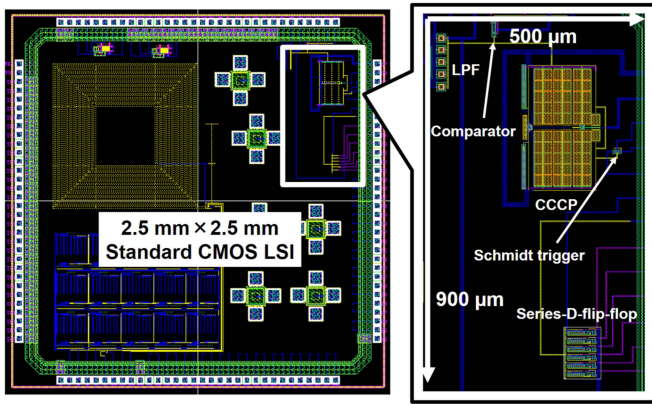 500 μm
LPF
Comparator
CCCP
2.5 mm×2.5 mm
Standard CMOS LSI
Schmidt trigger
900 μm
Series-D-flip-flop